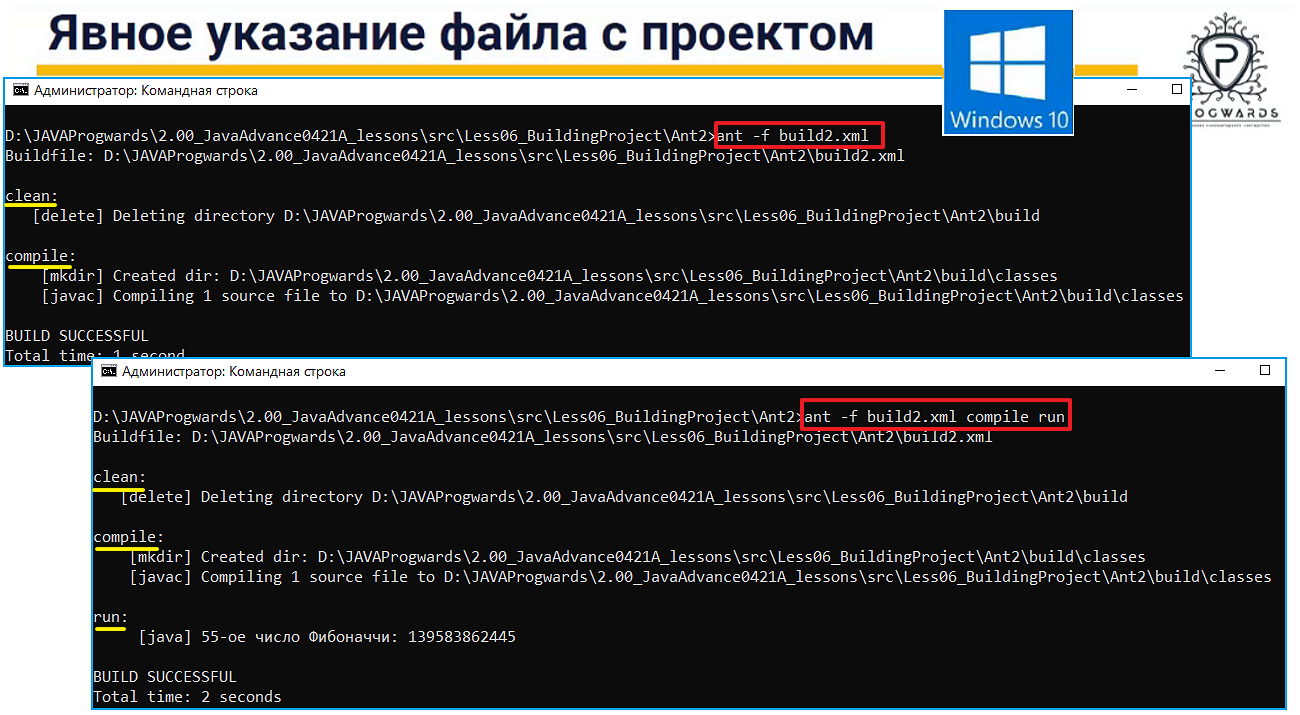 Явное указание файла с проектом
Windows 10
OGWARDS
Администратор: Командная строка
D:\JAVAProgwards\2.00_JavaAdvance0421A_lessons\src\Less06_BuildingProject\Ant2>ant -f build2.xml
Buildfile: D:\JAVAProgwards\2.00_JavaAdvance0421A_lessons\src\Less06_BuildingProject\Ant2\build2.xml
clean:
[delete] Deleting directory D:\JAVAProgwards\2.00_JavaAdvance0421A_lessons\src\Less06_BuildingProject\Ant2\build
compile:
[mkdir] Created dir: D:\JAVAProgwards\2.00_JavaAdvance0421A_lessons\src\Less06_BuildingProject\Ant2\build\classes
[javac] Compiling 1 source file to D:\JAVAProgwards\2.00_JavaAdvance0421A_lessons\src\Less06_BuildingProject\Ant2\build\classes
BUILD SUCCESSFUL
Total time: 1 second
Администратор: Командная строка
D:\JAVAProgwards\2.00_JavaAdvance0421A_lessons\src\Less06_BuildingProject\Ant2>ant -f build2.xml compile run
Buildfile: D:\JAVAProgwards\2.00_JavaAdvance0421A_lessons\src\Less06_BuildingProject\Ant2\build2.xml
clean:
[delete] Deleting directory D:\JAVAProgwards\2.00_JavaAdvance0421A_lessons\src\Less06_BuildingProject\Ant2\build
compile:
[mkdir] Created dir: D:\JAVAProgwards\2.00_JavaAdvance0421A_lessons\src\Less06_BuildingProject\Ant2\build\classes
[javac] Compiling 1 source file to D:\JAVAProgwards\2.00_JavaAdvance0421A_lessons\src\Less06_BuildingProject\Ant2\build\classes
run:
[java] 55-ое число Фибоначчи: 139583862445
BUILD SUCCESSFUL
Total time: 2 seconds